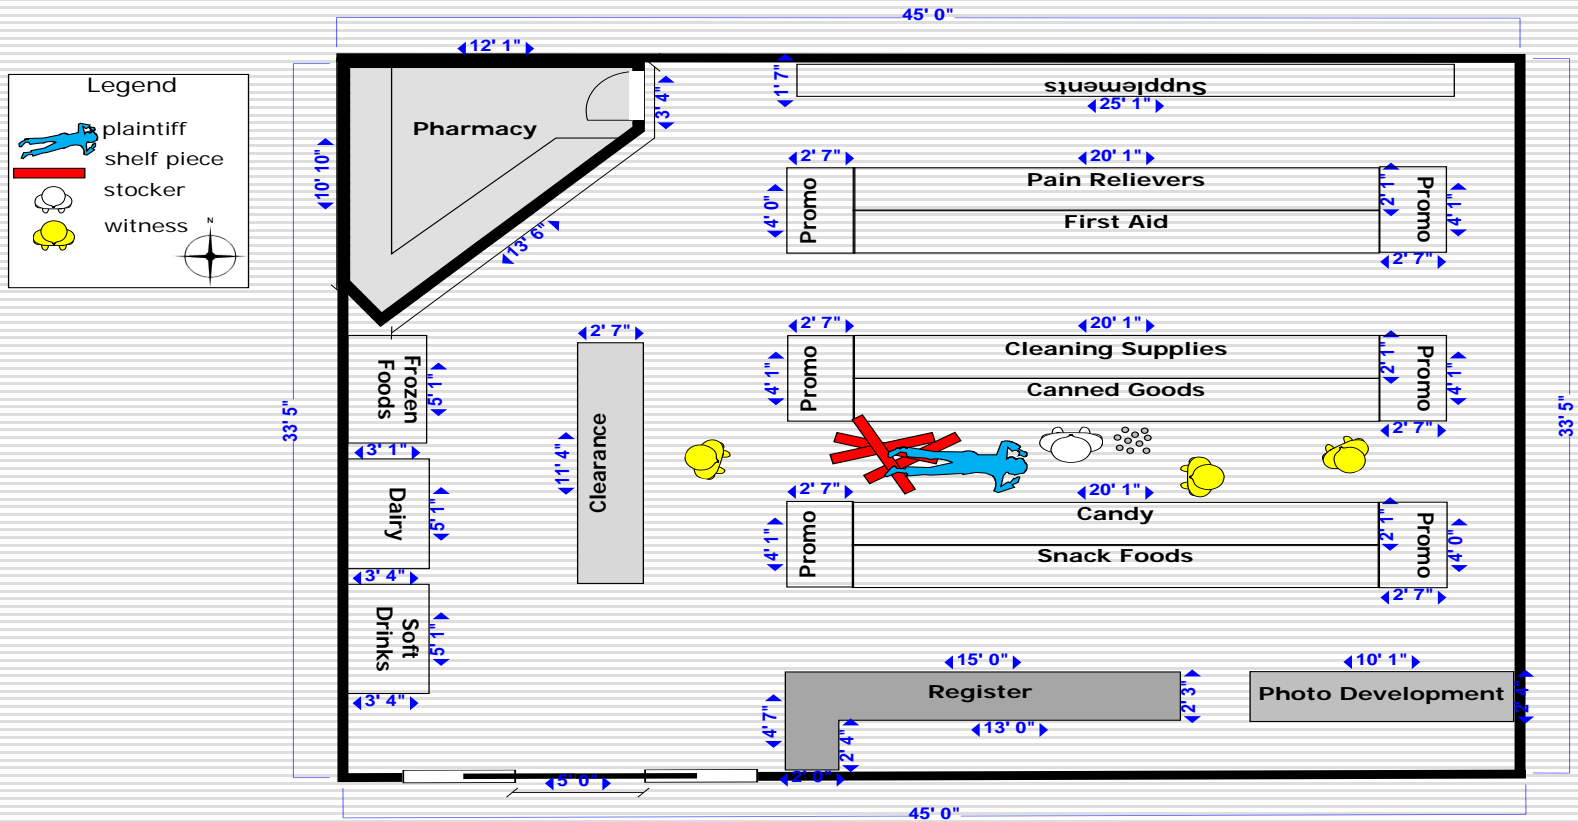 45' 0"
12' 1"
Legend
plaintiff
shelf piece
stocker
witness
N
Pharmacy
3' 4"
10' 10"
13' 6"
1' 7"
Supplements
25' 1"
2' 7"
20' 1"
4' 0"
Promo
Pain Relievers
First Aid
2' 1"
Promo
4' 1"
2' 7"
33' 5"
33' 5"
2' 7"
2' 7"
20' 1"
4' 1"
Promo
Cleaning Supplies
Canned Goods
2' 1"
Promo
4' 1"
2' 7"
Frozen
Foods
5' 1"
3' 1"
11' 4"
Clearance
Dairy
5' 1"
3' 4"
2' 7"
20' 1"
4' 1"
Promo
Candy
Snack Foods
2' 1"
Promo
4' 0"
2' 7"
Soft
Drinks
5' 1"
3' 4"
15' 0"
Register
2' 3"
4' 7"
13' 0"
2' 4"
2' 0"
10' 1"
Photo Development
2' 4"
5' 0"
45' 0"